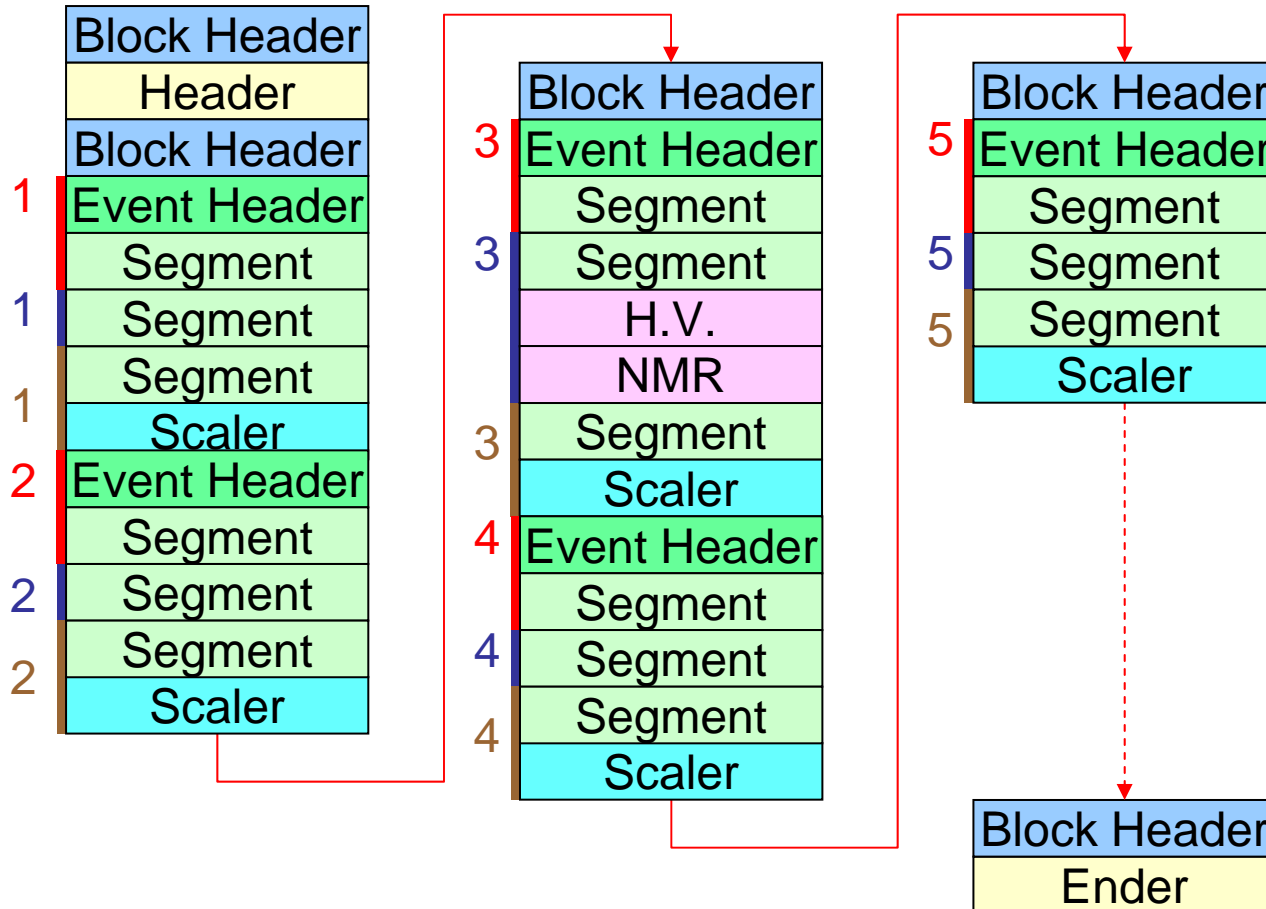 Block Header
Header
Block Header
1
Event Header
Segment
1
Segment
1
Segment
Scaler
2
Event Header
Segment
2
Segment
2
Segment
Scaler
Block Header
3
Event Header
Segment
3
Segment
H.V.
NMR
3
Segment
Scaler
4
Event Header
Segment
4
Segment
4
Segment
Scaler
Block Header
5
Event Header
Segment
5
Segment
5
Segment
Scaler
Block Header
Ender